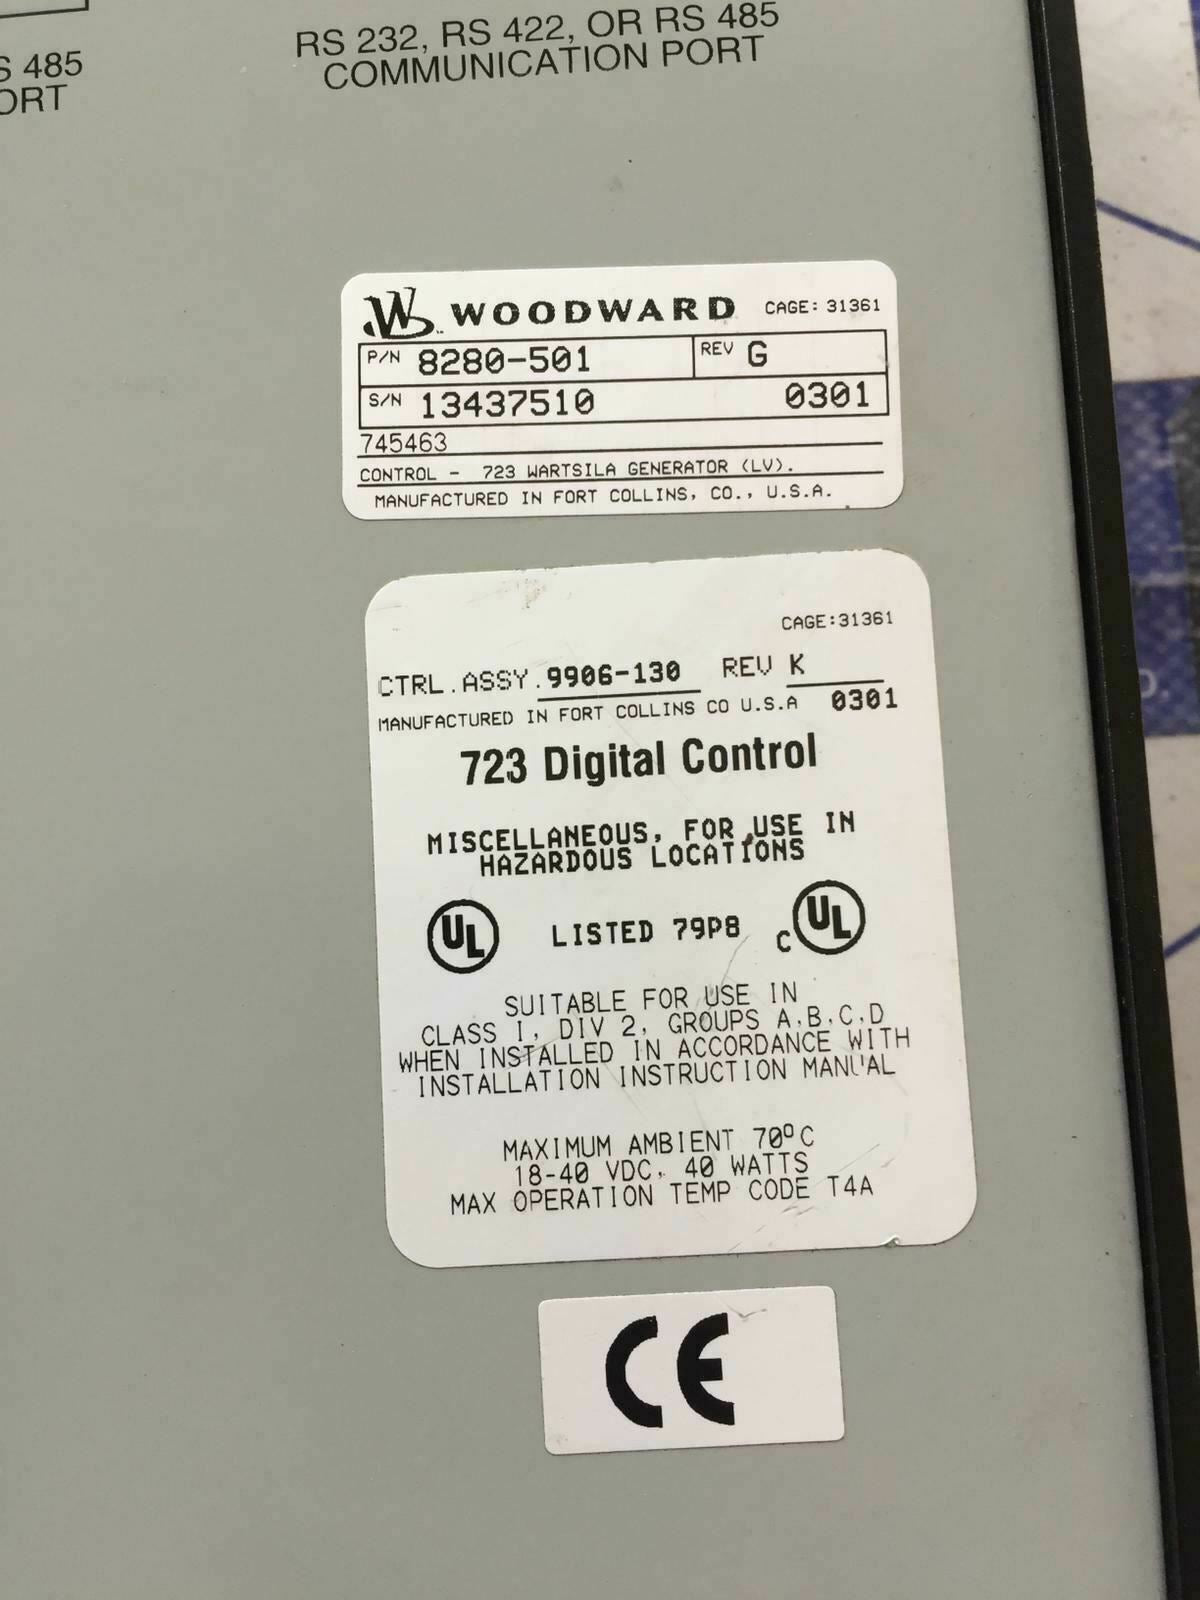 S 485
ORT
RS 232, RS 422, OR RS 485
COMMUNICATION PORT
WOODWARD CAGE: 31361
P/N 8280-501 REV G
S/N 13437510 0301
745463
CONTROL - 723 WARTSILA GENERATOR (LV).
MANUFACTURED IN FORT COLLINS, CO., U.S.A.
CAGE:31361
CTRL.ASSY. 9906-130 REV K
MANUFACTURED IN FORT COLLINS CO U.S.A 0301
723 Digital Control
MISCELLANEOUS, FOR USE IN
HAZARDOUS LOCATIONS
UL LISTED 79P8 C UL
SUITABLE FOR USE IN
CLASS I, DIV 2, GROUPS A,B,C,D
WHEN INSTALLED IN ACCORDANCE WITH
INSTALLATION INSTRUCTION MANUAL
MAXIMUM AMBIENT 70°C
18-40 VDC, 40 WATTS
MAX OPERATION TEMP CODE T4A
CE